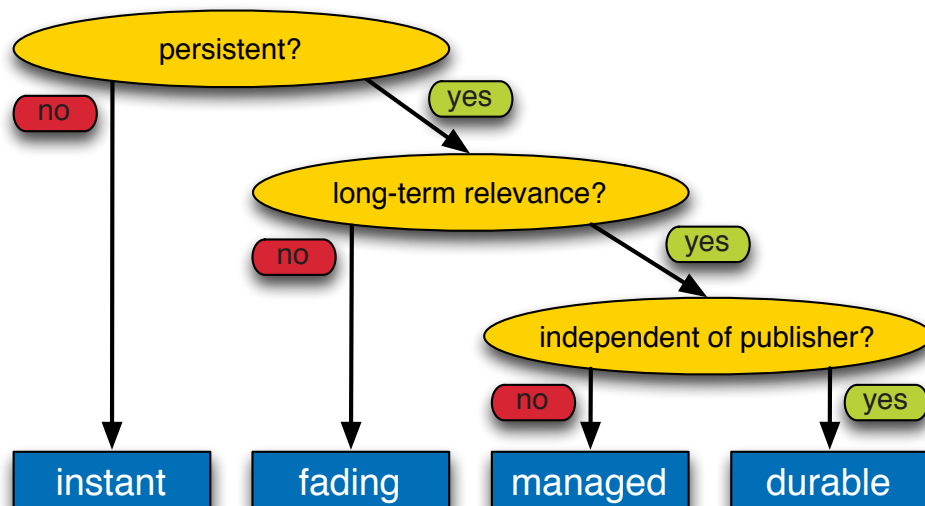 persistent?
no
yes
long-term relevance?
no
yes
independent of publisher?
no
yes
instant
fading
managed
durable